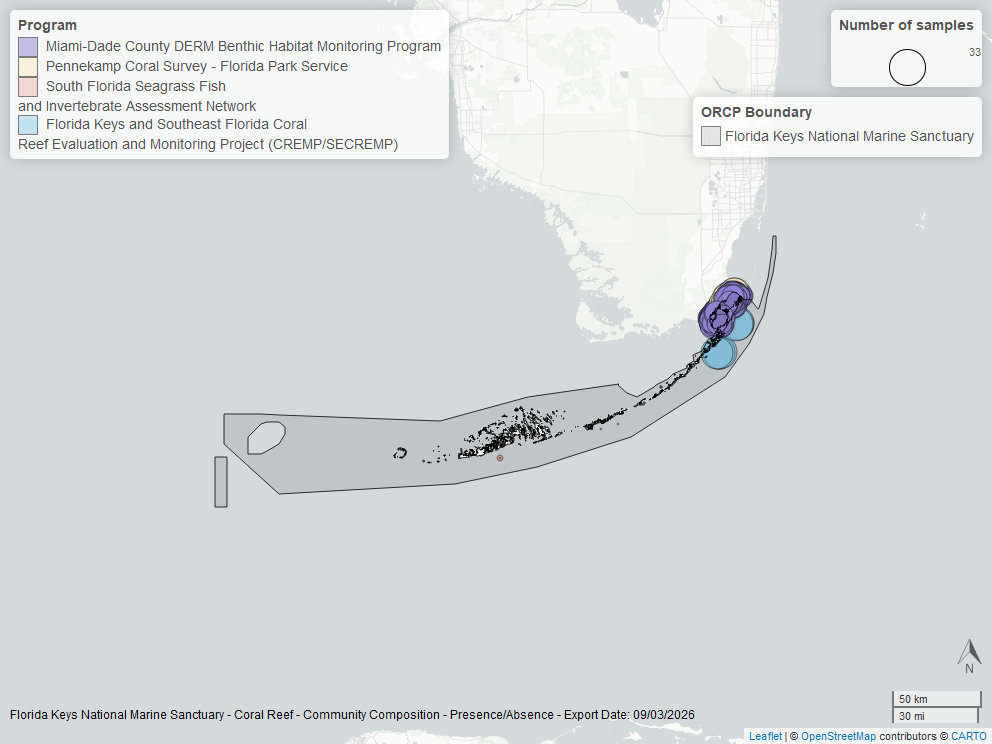 Program
Miami-Dade County DERM Benthic Habitat Monitoring Program
Pennekamp Coral Survey - Florida Park Service
South Florida Seagrass Fish
and Invertebrate Assessment Network
Florida Keys and Southeast Florida Coral
Reef Evaluation and Monitoring Project (CREMP/SECREMP)
Number of samples
33
ORCP Boundary
Florida Keys National Marine Sanctuary
N
50 km
30 mi
Florida Keys National Marine Sanctuary - Coral Reef - Community Composition - Presence/Absence - Export Date: 09/03/2026
Leaflet | © OpenStreetMap contributors © CARTO